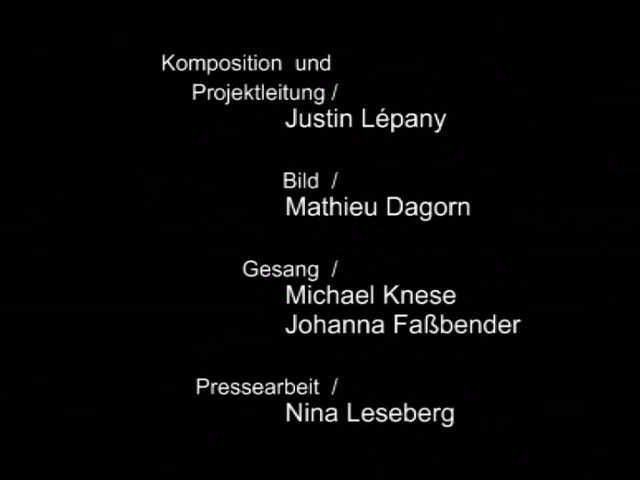 Komposition und
Projektleitung /
Justin Lépany
Bild /
Mathieu Dagorn
Gesang /
Michael Knese
Johanna Faßbender
Pressearbeit /
Nina Leseberg